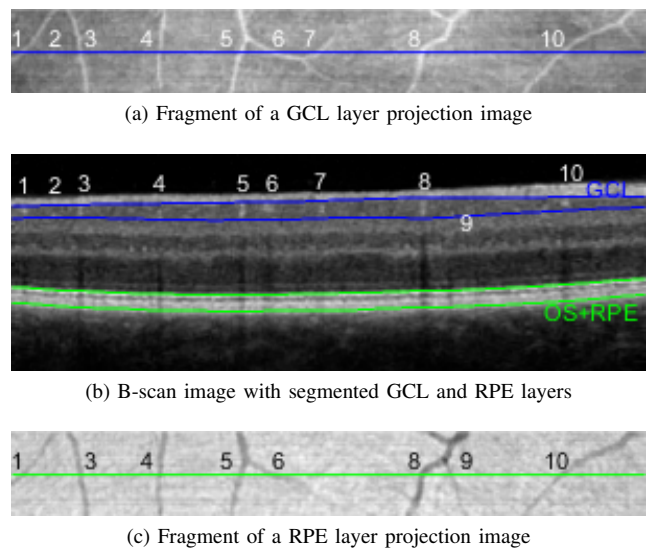 1 2 3 4 5 6 7 8 10
(a) Fragment of a GCL layer projection image
1 2 3 4 5 6 7 8 10
GCL
9
OS+RPE
(b) B-scan image with segmented GCL and RPE layers
1 3 4 5 6 8 9 10
(c) Fragment of a RPE layer projection image